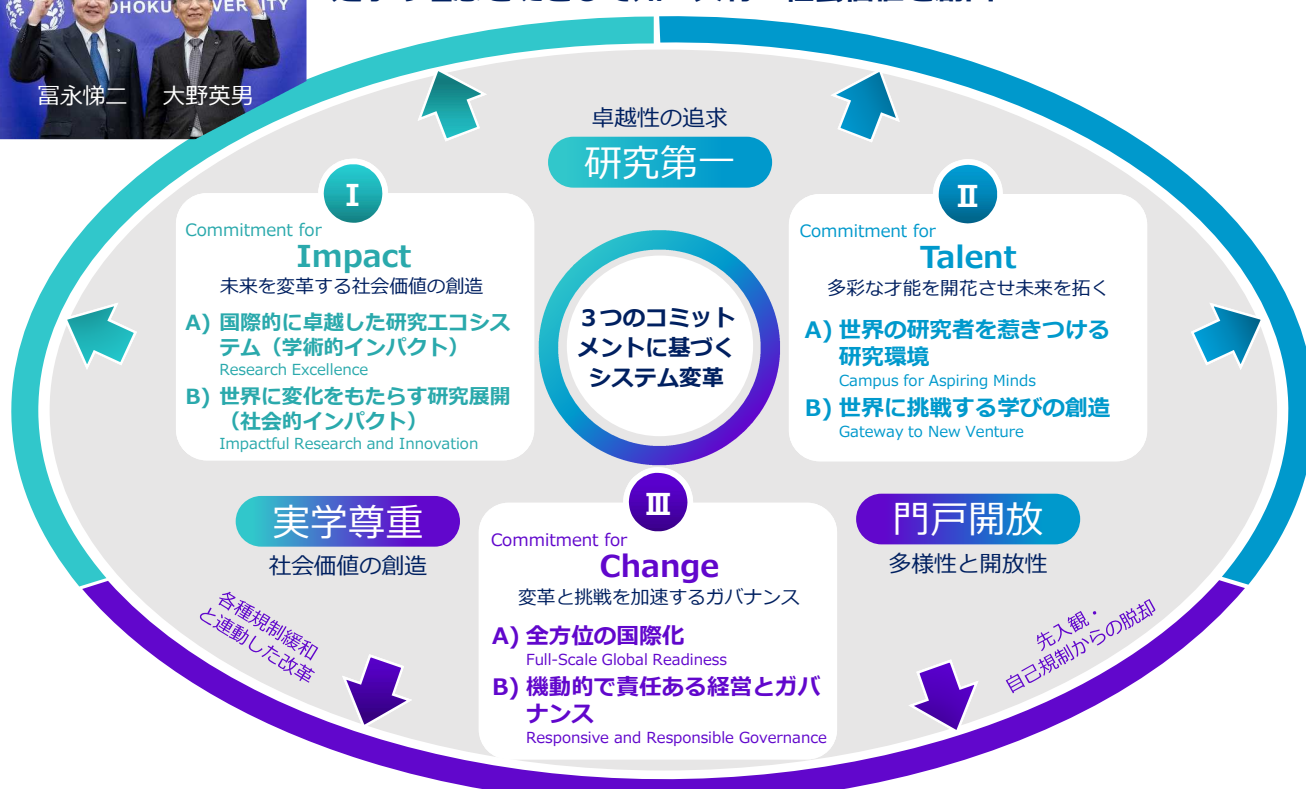 冨永悌二
大野英男
卓越性の追求
研究第一
I
Commitment for
Impact
未来を変革する社会価値の創造
A) 国際的に卓越した研究エコシス
テム（学術的インパクト）
Research Excellence
B) 世界に変化をもたらす研究展開
（社会的インパクト）
Impactful Research and Innovation
II
Commitment for
Talent
多彩な才能を開花させ未来を拓く
A) 世界の研究者を惹きつける
研究環境
Campus for Aspiring Minds
B) 世界に挑戦する学びの創造
Gateway to New Venture
３つのコミット
メントに基づく
システム変革
実学尊重
社会価値の創造
門戸開放
多様性と開放性
III
Commitment for
Change
変革と挑戦を加速するガバナンス
A) 全方位の国際化
Full-Scale Global Readiness
B) 機動的で責任ある経営とガバ
ナンス
Responsive and Responsible Governance
各種規制緩和
と連動した改革
先入観・
自己規制からの脱却